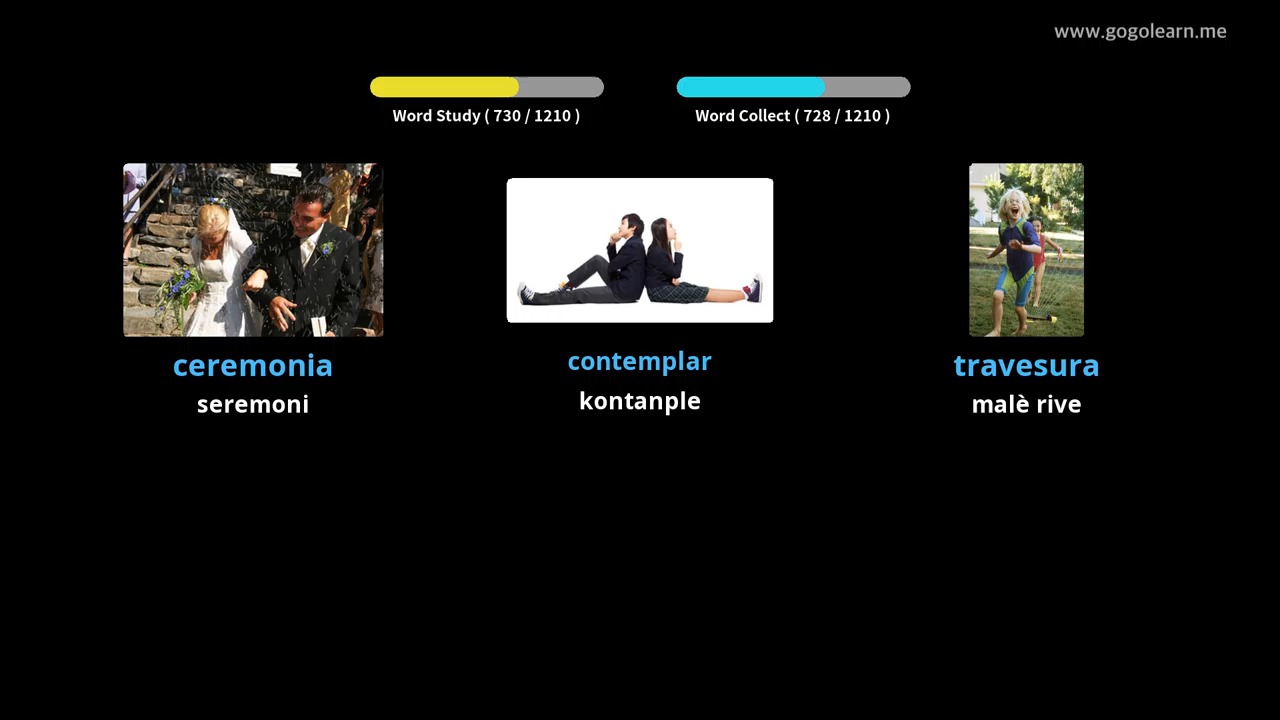 www.gogolearn.me
Word Study ( 730 / 1210 )
Word Collect ( 728 / 1210 )
ceremonia
seremoni
contemplar
kontanple
travesura
malè rive